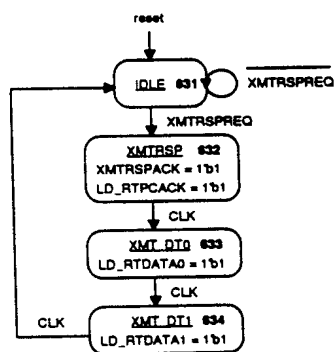 reset
IDLE 631
XMTRSPREQ
XMTRSPREQ
XMTRSP 632
XMTRSPACK = 1'b1
LD_RTPCACK = 1'b1
CLK
XMT_DT0 633
LD_RTDATA0 = 1'b1
CLK
CLK
XMT_DT1 634
LD_RTDATA1 = 1'b1